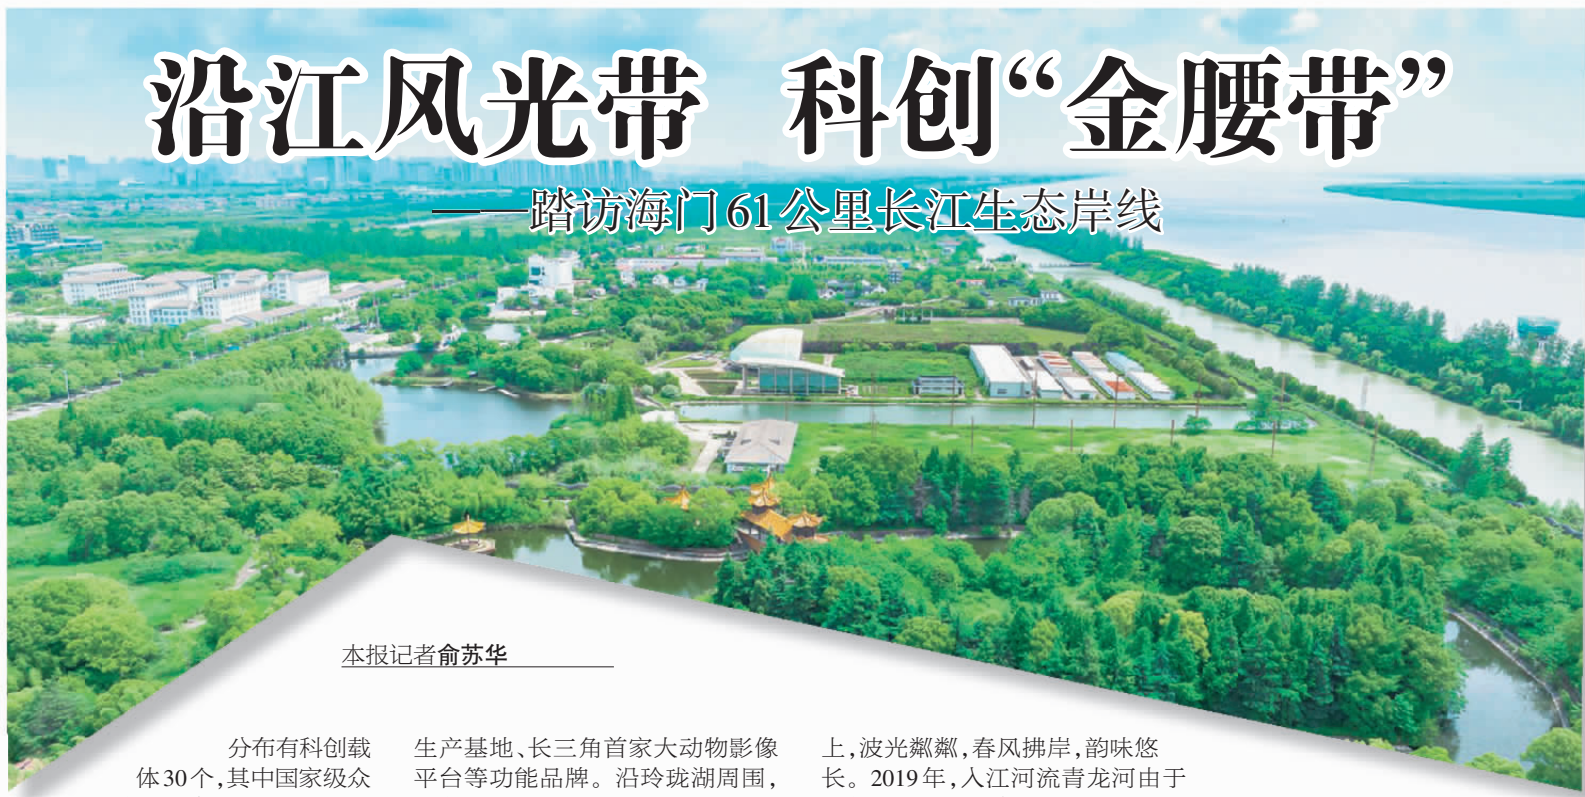 沿江风光带 科创“金腰带”
——踏访海门61公里长江生态岸线
本报记者俞苏华
分布有科创载
体30个,其中国家级众
生产基地、长三角首家大动物影像
平台等功能品牌。沿玲珑湖周围,
上,波光粼粼,春风拂岸,韵味悠
长。2019年,入江河流青龙河由于